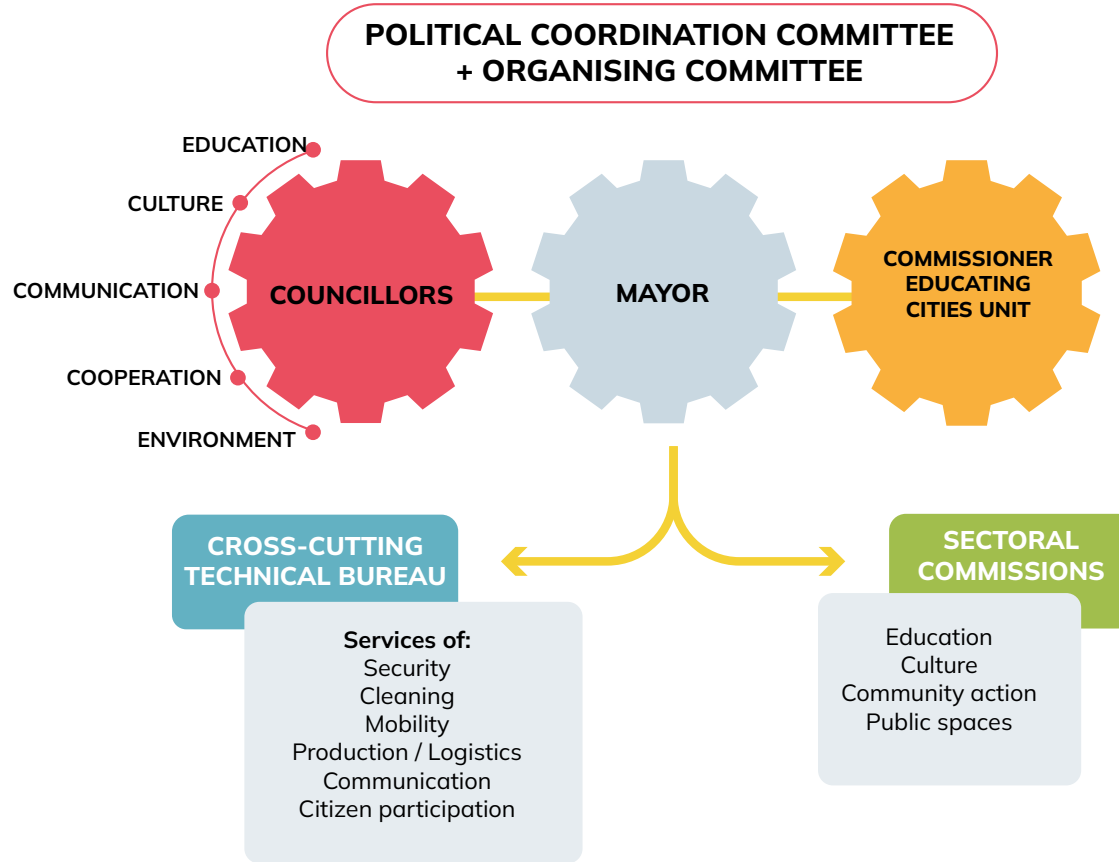 POLITICAL COORDINATION COMMITTEE
+ ORGANISING COMMITTEE
EDUCATION
CULTURE
COMMUNICATION
COOPERATION
ENVIRONMENT
COUNCILLORS
MAYOR
COMMISSIONER
EDUCATING
CITIES UNIT
CROSS-CUTTING
TECHNICAL BUREAU
Services of:
Security
Cleaning
Mobility
Production / Logistics
Communication
Citizen participation
SECTORAL
COMMISSIONS
Education
Culture
Community action
Public spaces